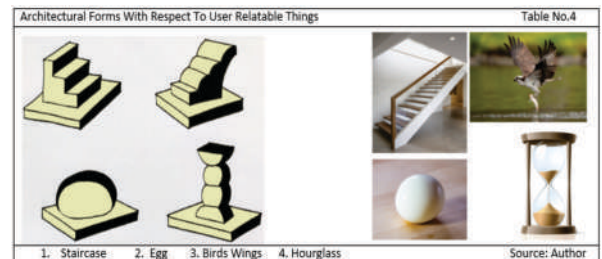 Architectural Forms With Respect To User Relatable Things Table No.4
1. Staircase 2. Egg 3. Birds Wings 4. Hourglass Source: Author